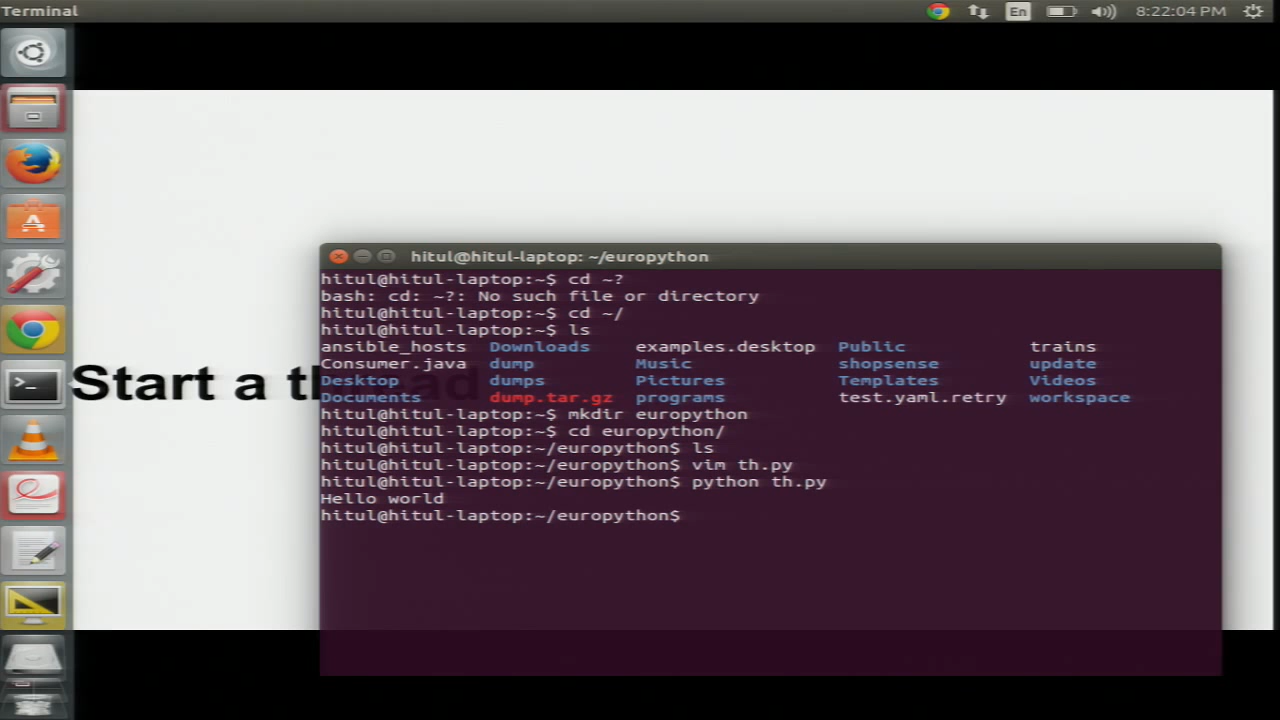 Terminal
En
8:22:04 PM
hitul@hitul-laptop: ~/europython
hitul@hitul-laptop:~$ cd ~?
bash: cd: ~?: No such file or directory
hitul@hitul-laptop:~$ cd ~/
hitul@hitul-laptop:~$ ls
ansible_hosts Downloads examples.desktop Public trains
Consumer.java dump Music shopsense update
Desktop dumps Pictures Templates Videos
Documents dump.tar.gz programs test.yaml.retry workspace
hitul@hitul-laptop:~$ mkdir europython
hitul@hitul-laptop:~$ cd europython/
hitul@hitul-laptop:~/europython$ ls
hitul@hitul-laptop:~/europython$ vim th.py
hitul@hitul-laptop:~/europython$ python th.py
Hello world
hitul@hitul-laptop:~/europython$
Start a thread